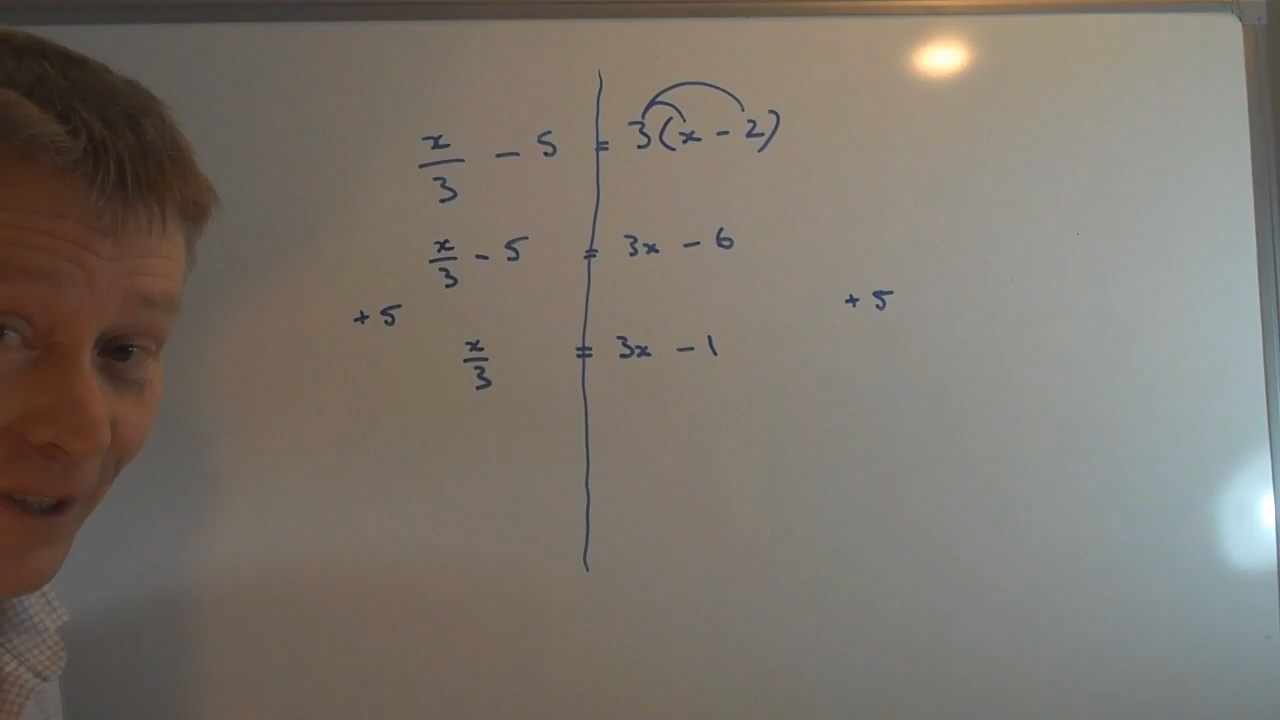 x/3 - 5 = 3(x - 2)
x/3 - 5 = 3x - 6
+ 5 + 5
x/3 = 3x - 1